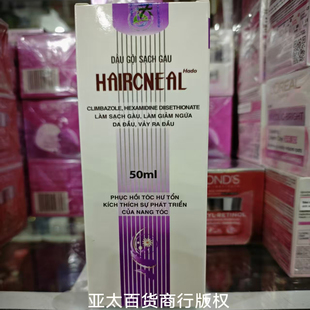 DẦU GỘI SẠCH GÀU
HAIRCNEAL Hado
CLIMBAZOLE, HEXAMIDINE DIISETHIONATE
LÀM SẠCH GÀU, LÀM GIẢM NGỨA
DA ĐẦU, VẢY RA ĐẦU
50ml
PHỤC HỒI TÓC HƯ TỔN
KÍCH THÍCH SỰ PHÁT TRIỂN
CỦA NANG TÓC
亚太百货商行版权